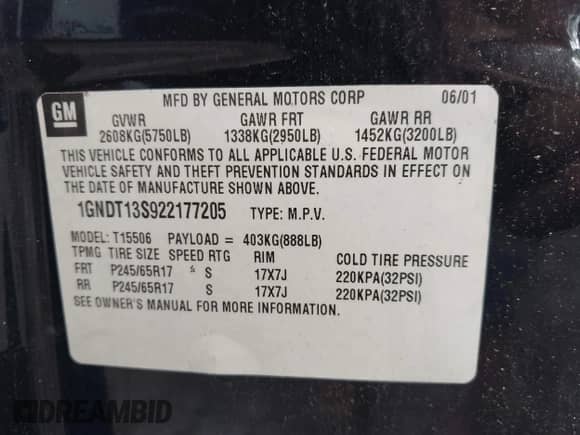 GM
MFD BY GENERAL MOTORS CORP 06/01
GVWR GAWR FRT GAWR RR
2608KG(5750LB) 1338KG(2950LB) 1452KG(3200LB)
THIS VEHICLE CONFORMS TO ALL APPLICABLE U.S. FEDERAL MOTOR
VEHICLE SAFETY AND THEFT PREVENTION STANDARDS IN EFFECT ON
THE DATE OF MANUFACTURE SHOWN ABOVE.
1GNDT13S922177205 TYPE: M.P.V.
MODEL: T15506 PAYLOAD = 403KG(888LB)
TPMG TIRE SIZE SPEED RTG RIM COLD TIRE PRESSURE
FRT P245/65R17 S 17X7J 220KPA(32PSI)
RR P245/65R17 S 17X7J 220KPA(32PSI)
SEE OWNER'S MANUAL FOR MORE INFORMATION.
DREAMBID